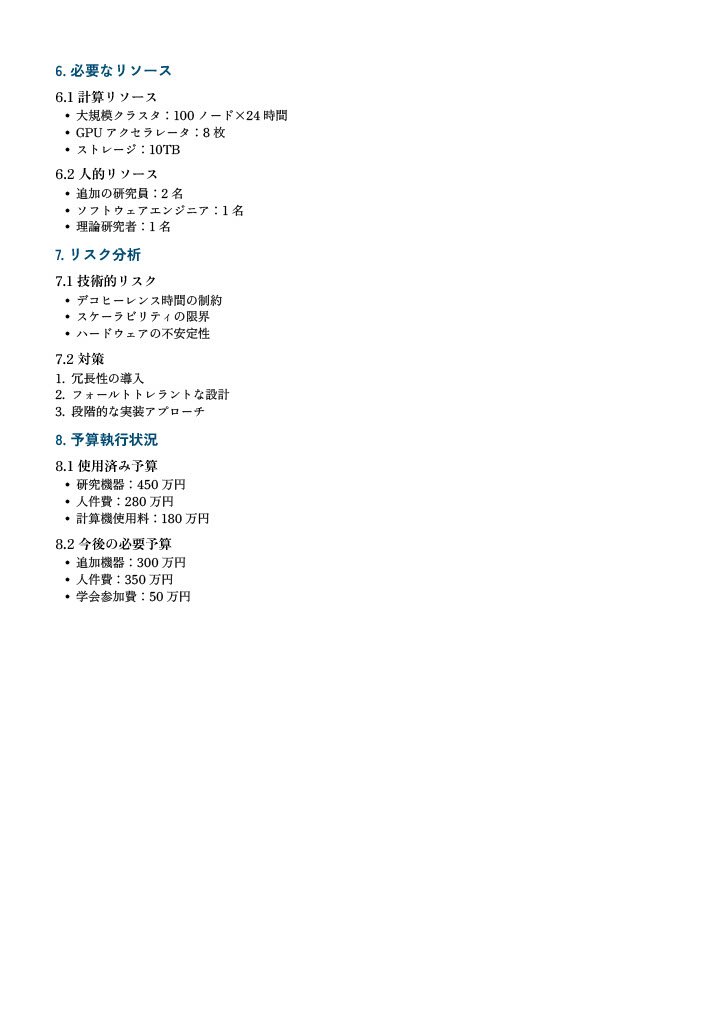 6. 必要なリソース
6.1 計算リソース
• 大規模クラスタ：100 ノード×24 時間
• GPU アクセラレータ：8 枚
• ストレージ：10TB
6.2 人的リソース
• 追加の研究員：2 名
• ソフトウェアエンジニア：1 名
• 理論研究者：1 名
7. リスク分析
7.1 技術的リスク
• デコヒーレンス時間の制約
• スケーラビリティの限界
• ハードウェアの不安定性
7.2 対策
1. 冗長性の導入
2. フォールトトレラントな設計
3. 段階的な実装アプローチ
8. 予算執行状況
8.1 使用済み予算
• 研究機器：450 万円
• 人件費：280 万円
• 計算機使用料：180 万円
8.2 今後の必要予算
• 追加機器：300 万円
• 人件費：350 万円
• 学会参加費：50 万円